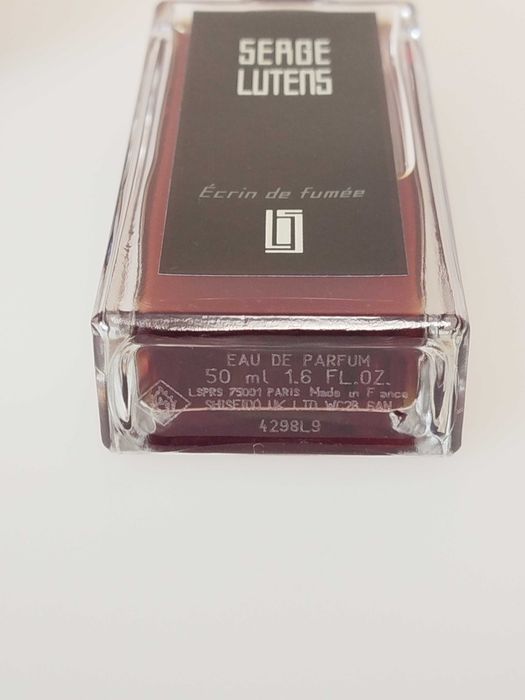 SERGE
LUTENS
Écrin de fumée
EAU DE PARFUM
50 ml 1.6 FL.OZ.
LSPRS 75001 PARIS Made in France
SHISEIDO UK LTD WC2B 6AN
4298L9